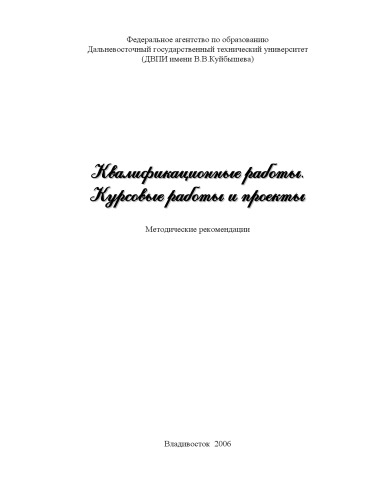 Федеральное агентство по образованию
Дальневосточный государственный технический университет
(ДВПИ имени В.В.Куйбышева)
Квалификационные работы.
Курсовые работы и проекты
Методические рекомендации
Владивосток 2006